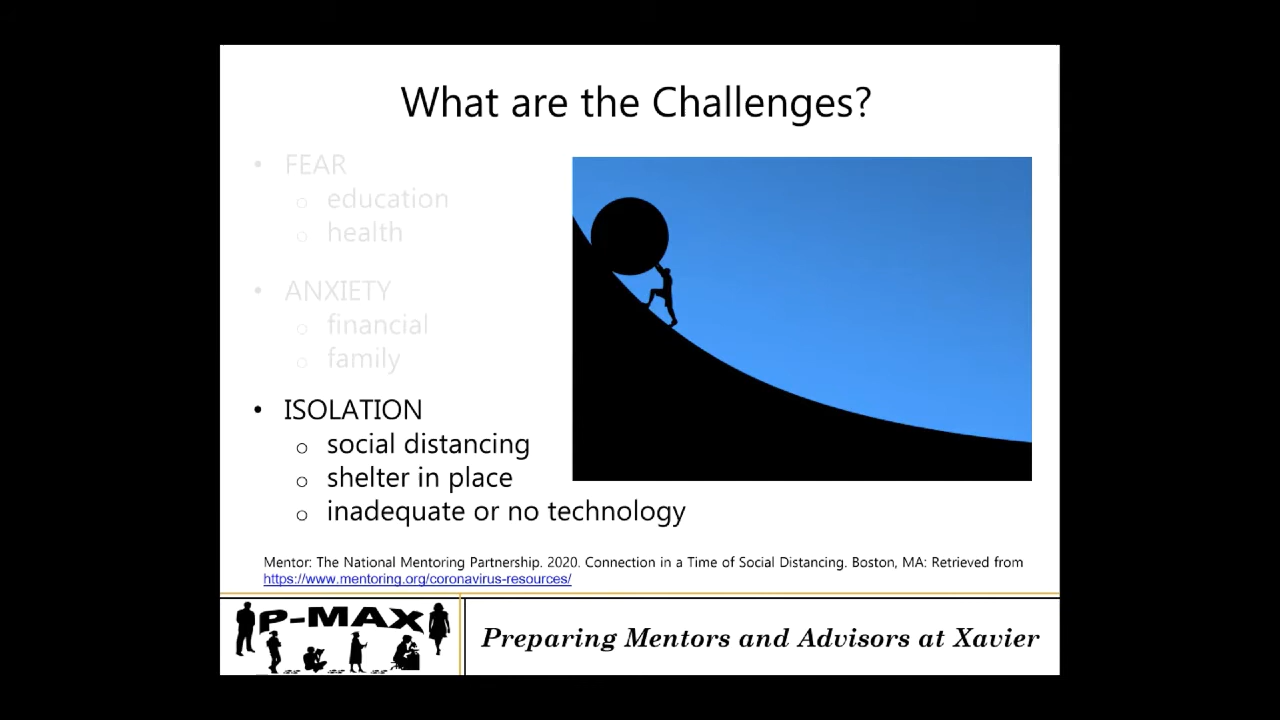 What are the Challenges?
• FEAR
o education
o health
• ANXIETY
o financial
o family
• ISOLATION
o social distancing
o shelter in place
o inadequate or no technology
Mentor: The National Mentoring Partnership. 2020. Connection in a Time of Social Distancing. Boston, MA: Retrieved from
https://www.mentoring.org/coronavirus-resources/
P-MAX
Preparing Mentors and Advisors at Xavier